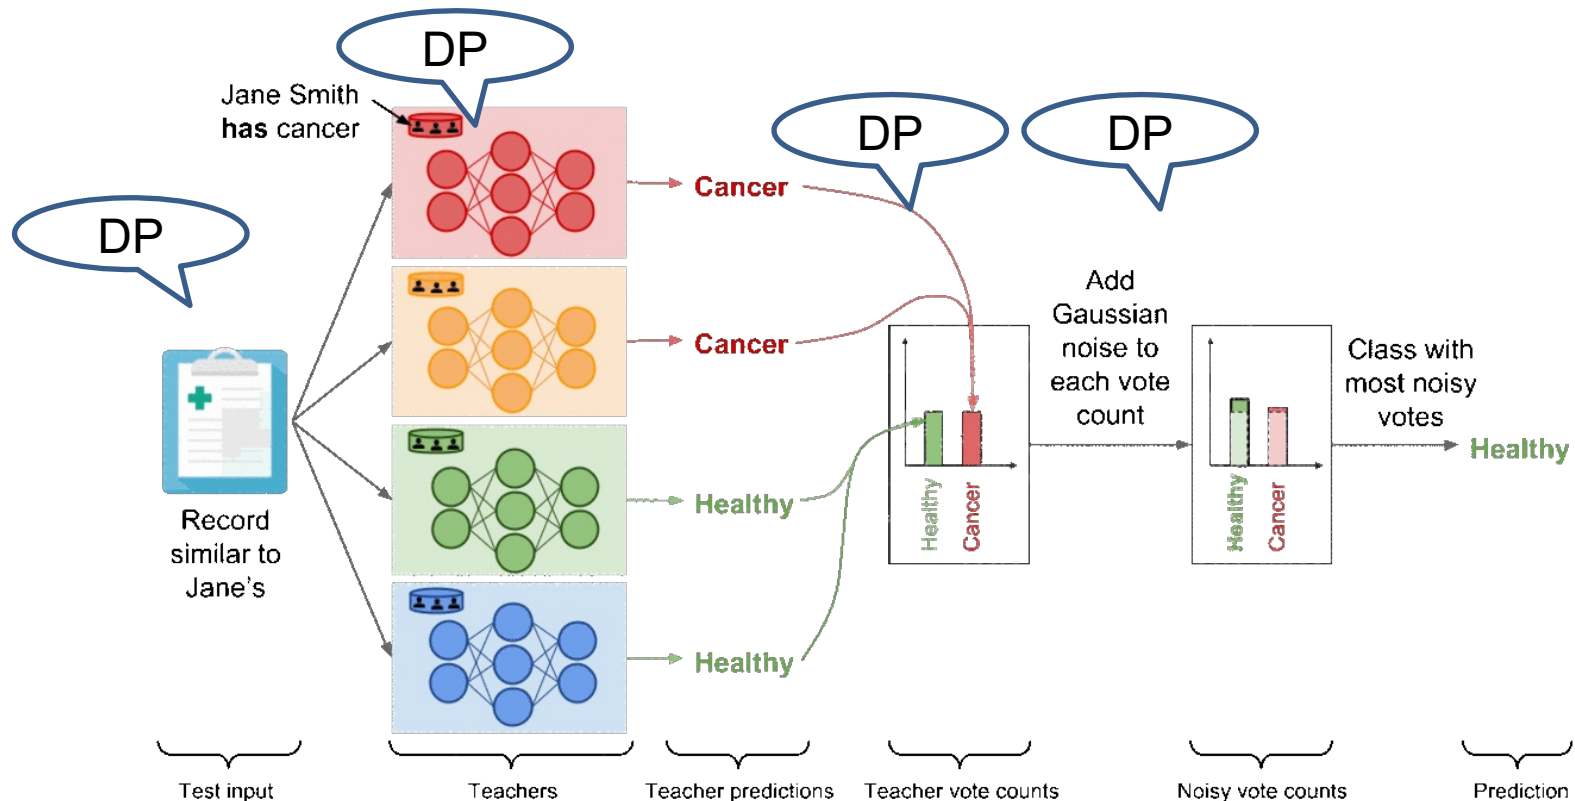 DP
DP
DP
DP
Jane Smith
has cancer
Record
similar to
Jane's
Cancer
Cancer
Healthy
Healthy
Healthy
Cancer
Add
Gaussian
noise to
each vote
count
Healthy
Cancer
Class with
most noisy
votes
Healthy
Test input
Teachers
Teacher predictions
Teacher vote counts
Noisy vote counts
Prediction